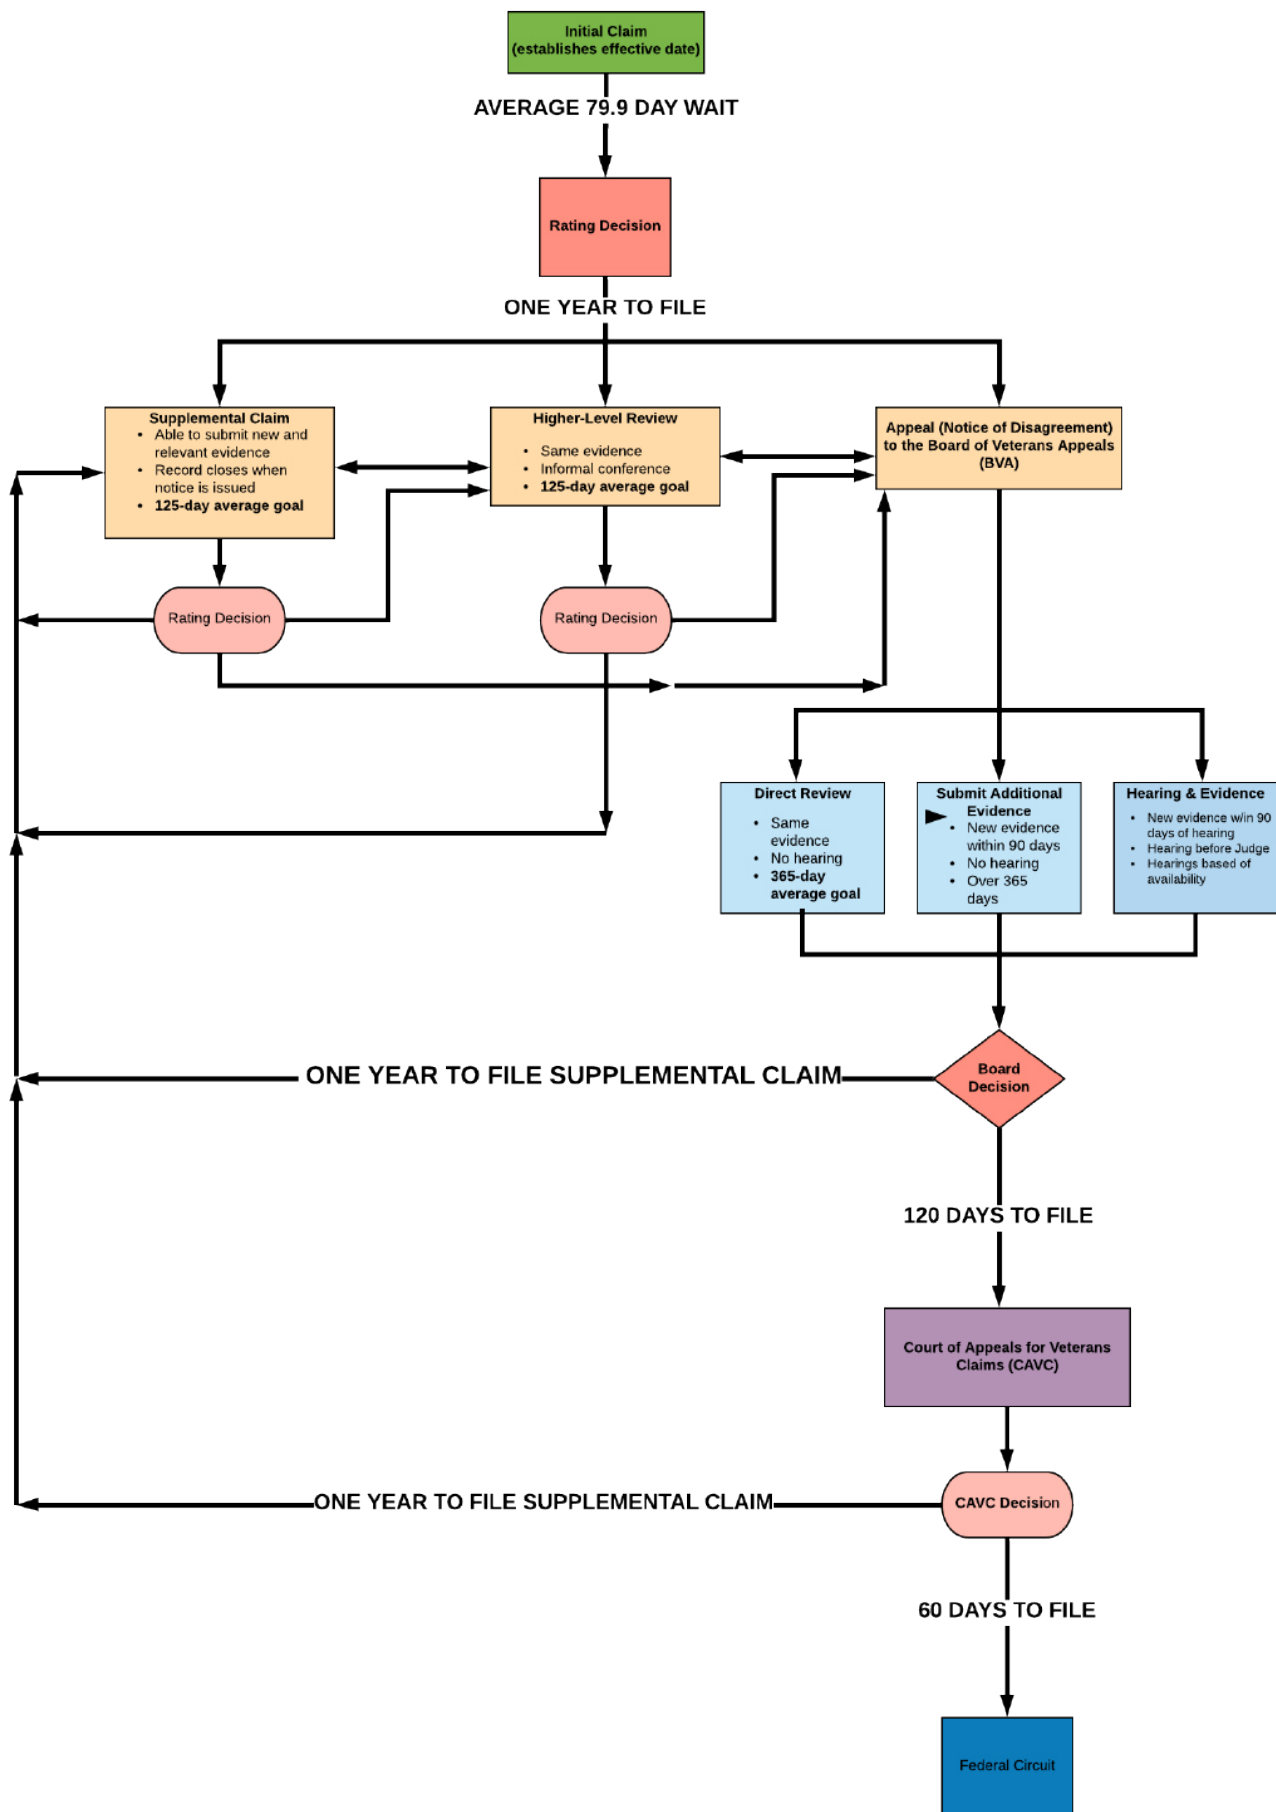 Initial Claim
(establishes effective date)
AVERAGE 79.9 DAY WAIT
Rating Decision
ONE YEAR TO FILE
Supplemental Claim
• Able to submit new and
relevant evidence
• Record closes when
notice is issued
• 125-day average goal
Higher-Level Review
• Same evidence
• Informal conference
• 125-day average goal
Appeal (Notice of Disagreement)
to the Board of Veterans Appeals
(BVA)
Rating Decision
Rating Decision
Direct Review
• Same
evidence
• No hearing
• 365-day
average goal
Submit Additional
Evidence
• New evidence
within 90 days
• No hearing
• Over 365
days
Hearing & Evidence
• New evidence w/in 90
days of hearing
• Hearing before Judge
• Hearings based of
availability
Board
Decision
ONE YEAR TO FILE SUPPLEMENTAL CLAIM
120 DAYS TO FILE
Court of Appeals for Veterans
Claims (CAVC)
CAVC Decision
ONE YEAR TO FILE SUPPLEMENTAL CLAIM
60 DAYS TO FILE
Federal Circuit